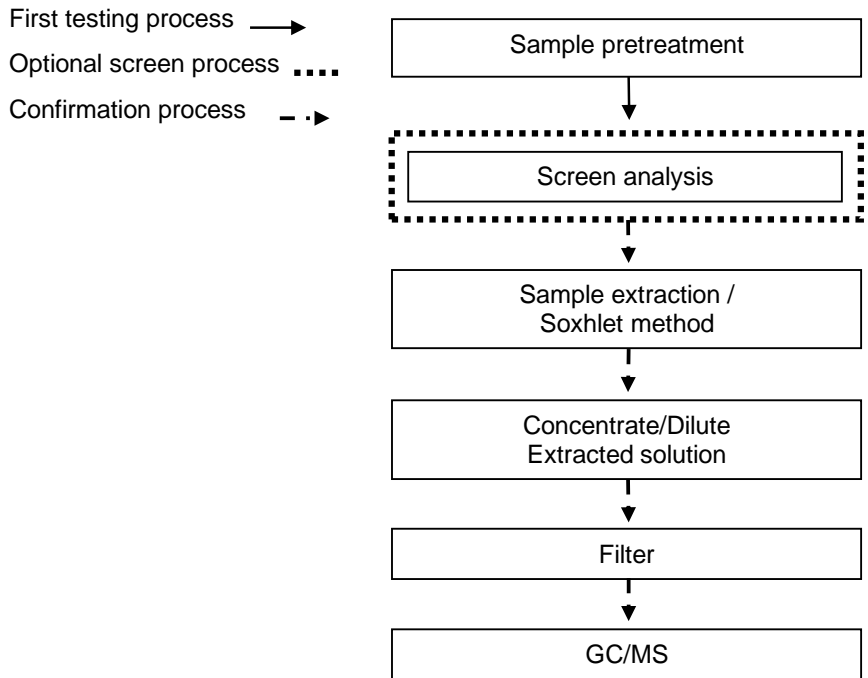 First testing process
Optional screen process
Confirmation process
Sample pretreatment
Screen analysis
Sample extraction /
Soxhlet method
Concentrate/Dilute
Extracted solution
Filter
GC/MS